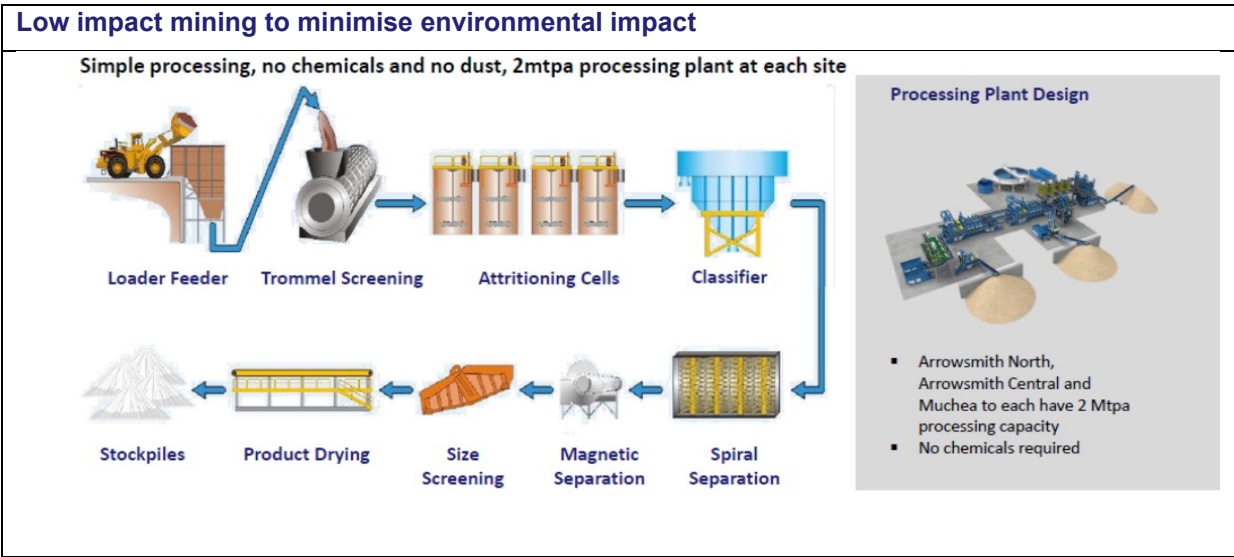 Low impact mining to minimise environmental impact
Simple processing, no chemicals and no dust, 2mtpa processing plant at each site
Loader Feeder
Trommel Screening
Attritioning Cells
Classifier
Stockpiles
Product Drying
Size
Screening
Magnetic
Separation
Spiral
Separation
Processing Plant Design
▪ Arrowsmith North,
Arrowsmith Central and
Muchea to each have 2 Mtpa
processing capacity
▪ No chemicals required